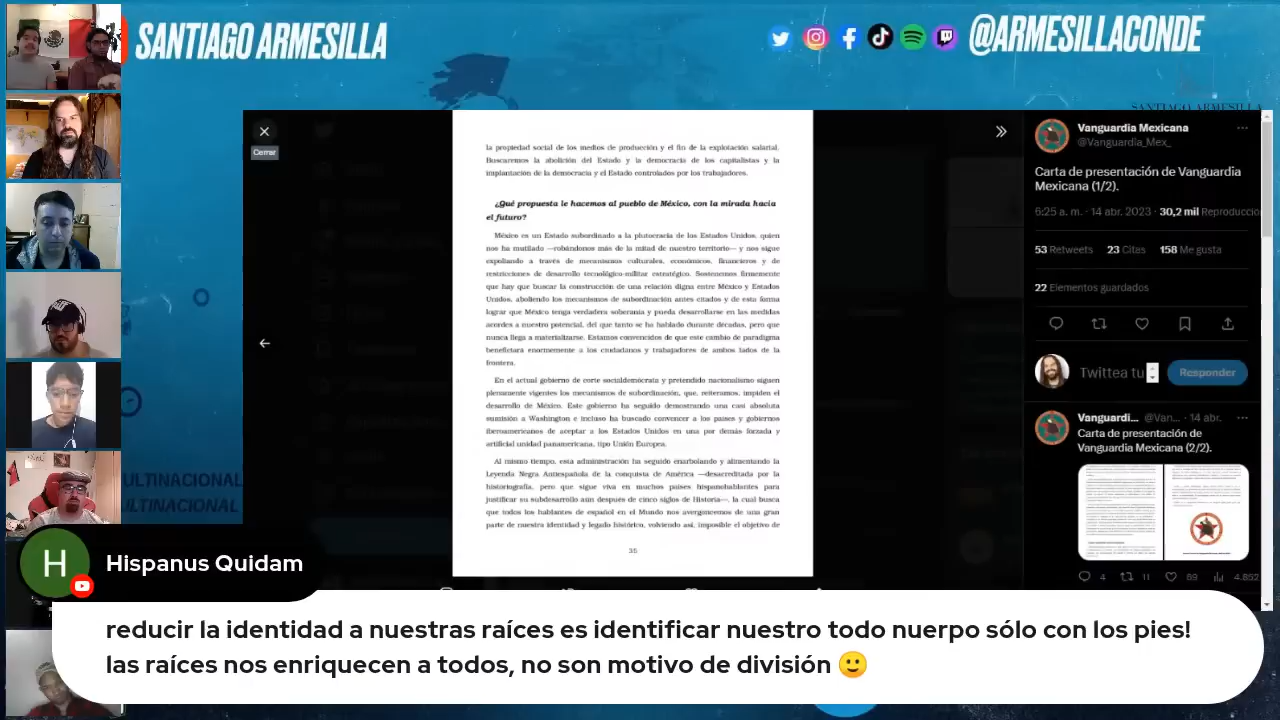 SANTIAGO ARMESILLA
@ARMESILLACONDE
SANTIAGO ARMESILLA
Cerrar
la propiedad social de los medios de producción y el fin de la explotación salarial.
Buscaremos la abolición del Estado y la democracia de los capitalistas y la
implantación de la democracia y el Estado controlados por los trabajadores.
¿Qué propuesta le hacemos al pueblo de México, con la mirada hacia
el futuro?
México es un Estado subordinado a la plutocracia de los Estados Unidos, quien
nos ha mutilado —robándonos más de la mitad de nuestro territorio— y nos sigue
expoliando a través de mecanismos culturales, económicos, financieros y de
restricciones de desarrollo tecnológico-militar estratégico. Sostenemos firmemente
que hay que buscar la construcción de una relación digna entre México y Estados
Unidos, aboliendo los mecanismos de subordinación antes citados y de esta forma
lograr que México tenga verdadera soberanía y pueda desarrollarse en las medidas
acordes a nuestro potencial, del que tanto se ha hablado durante décadas, pero que
nunca llega a materializarse. Estamos convencidos de que este cambio de paradigma
beneficiará enormemente a los ciudadanos y trabajadores de ambos lados de la
frontera.
En el actual gobierno de corte socialdemócrata y pretendido nacionalismo siguen
plenamente vigentes los mecanismos de subordinación, que, reiteramos, impiden el
desarrollo de México. Este gobierno ha seguido demostrando una casi absoluta
sumisión a Washington e incluso ha buscado convencer a los países y gobiernos
iberoamericanos de aceptar a los Estados Unidos en una por demás forzada y
artificial unidad panamericana, tipo Unión Europea.
Al mismo tiempo, esta administración ha seguido enarbolando y alimentando la
Leyenda Negra Antiespañola de la conquista de América —desacreditada por la
historiografía, pero que sigue viva en muchos países hispanohablantes para
justificar su subdesarrollo aún después de cinco siglos de Historia—, la cual busca
que todos los hablantes de español en el Mundo nos avergoncemos de una gran
parte de nuestra identidad y legado histórico, volviendo así, imposible el objetivo de
Vanguardia Mexicana
@Vanguardia_Mex_
Carta de presentación de Vanguardia
Mexicana (1/2).
6:25 a. m. · 14 abr. 2023 · 30,2 mil Reproduccio
53 Retweets 23 Citas 158 Me gusta
22 Elementos guardados
Twittea tu
Responder
Vanguardi... @Van... · 14 abr.
Carta de presentación de Vanguardia
Mexicana (2/2).
4 11 69 4.852
ULTINACIONAL
ULTINACIONAL
H
Hispanus Quidam
reducir la identidad a nuestras raíces es identificar nuestro todo nuerpo sólo con los pies!
las raíces nos enriquecen a todos, no son motivo de división 🙂